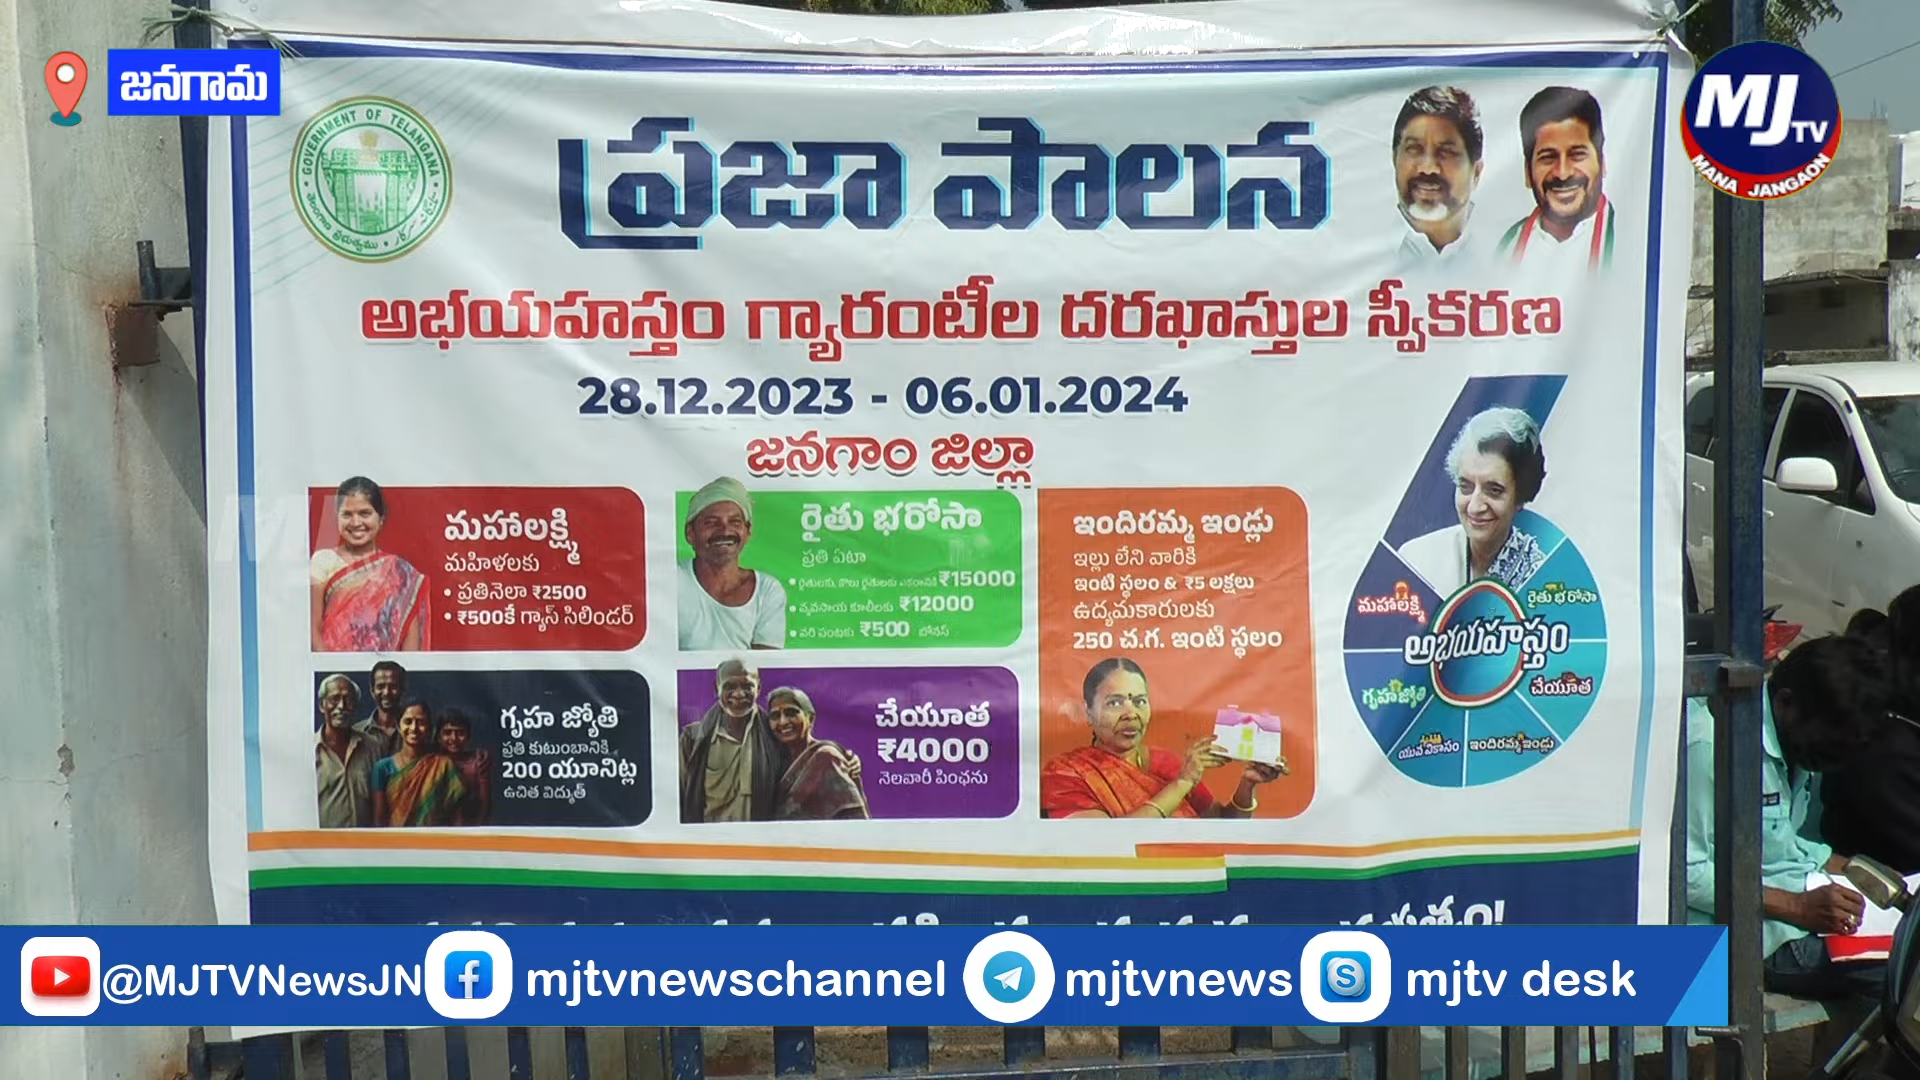 జనగామ
GOVERNMENT OF TELANGANA
MJ TV
MANA JANGAON
ప్రజా పాలన
అభయహస్తం గ్యారంటీల దరఖాస్తుల స్వీకరణ
28.12.2023 - 06.01.2024
జనగాం జిల్లా
మహాలక్ష్మి
మహిళలకు
• ప్రతినెలా ₹2500
• ₹500కే గ్యాస్ సిలిండర్
రైతు భరోసా
ప్రతి ఏటా
• రైతులకు, కౌలు రైతులకు ఎకరానికి ₹15000
• వ్యవసాయ కూలీలకు ₹12000
• వరి పంటకు ₹500 బోనస్
ఇందిరమ్మ ఇండ్లు
ఇల్లు లేని వారికి
ఇంటి స్థలం & ₹5 లక్షలు
ఉద్యమకారులకు
250 చ.గ. ఇంటి స్థలం
గృహ జ్యోతి
ప్రతి కుటుంబానికి
200 యూనిట్ల
ఉచిత విద్యుత్
చేయూత
₹4000
నెలవారీ పింఛను
మహాలక్ష్మి
రైతు భరోసా
అభయహస్తం
గృహజ్యోతి
చేయూత
యువ వికాసం
ఇందిరమ్మ ఇండ్లు
@MJTVNewsJN
mjtvnewschannel
mjtvnews
mjtv desk